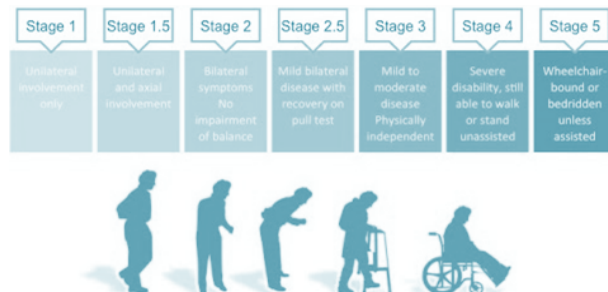 Stage 1
Stage 1.5
Stage 2
Stage 2.5
Stage 3
Stage 4
Stage 5
Unilateral
involvement
only
Unilateral
and axial
involvement
Bilateral
symptoms
No
impairment
of balance
Mild bilateral
disease with
recovery on
pull test
Mild to
moderate
disease
Physically
independent
Severe
disability, still
able to walk
or stand
unassisted
Wheelchair-
bound or
bedridden
unless
assisted